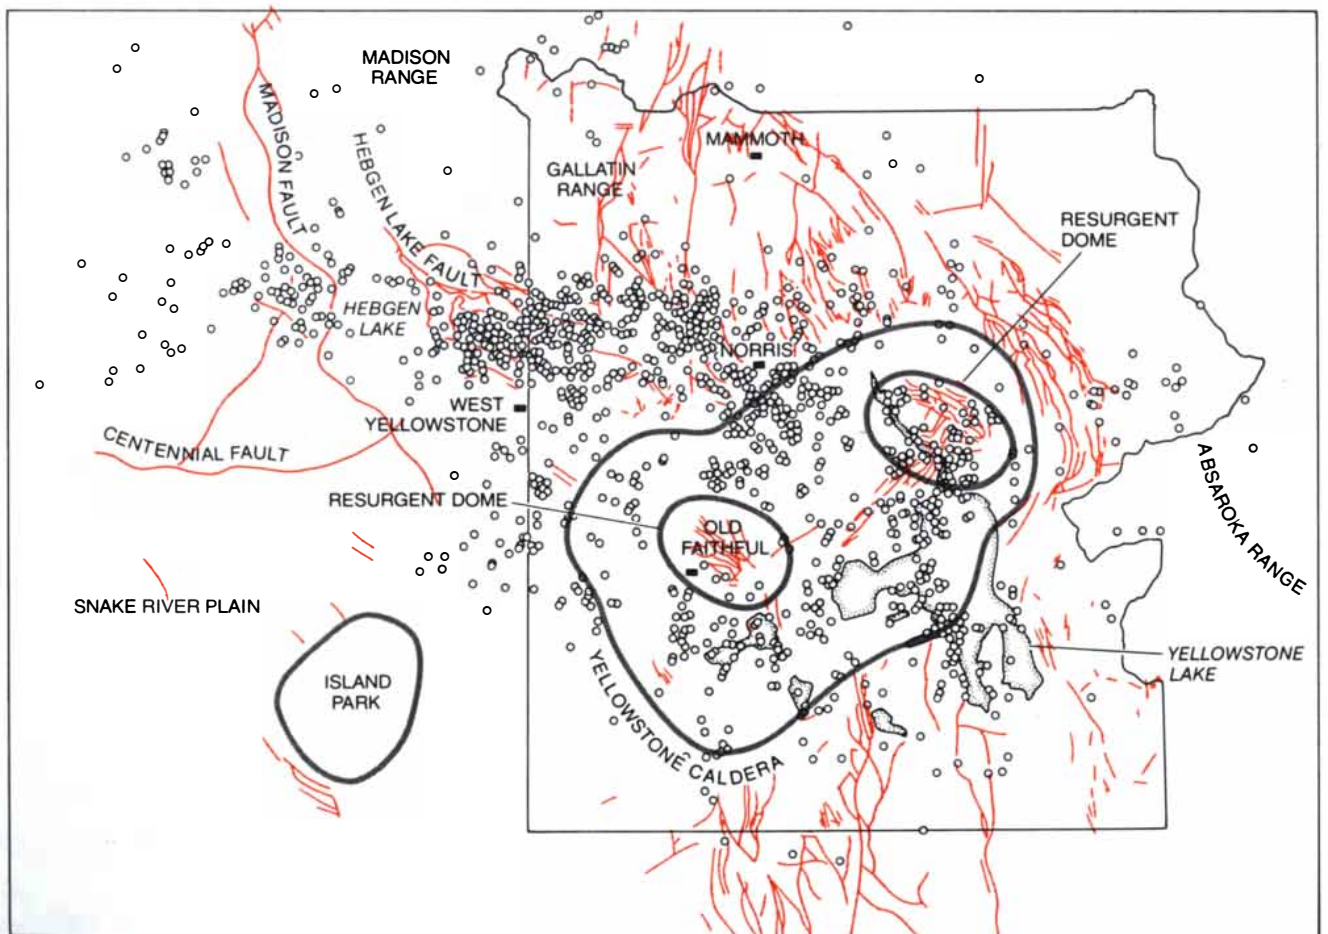 MADISON
RANGE
MADISON FAULT
HEBGEN LAKE FAULT
MAMMOTH
GALLATIN
RANGE
RESURGENT
DOME
HEBGEN
LAKE
NORRIS
WEST
YELLOWSTONE
CENTENNIAL FAULT
RESURGENT DOME
OLD
FAITHFUL
ABSAROKA RANGE
SNAKE RIVER PLAIN
ISLAND
PARK
YELLOWSTONE CALDERA
YELLOWSTONE
LAKE